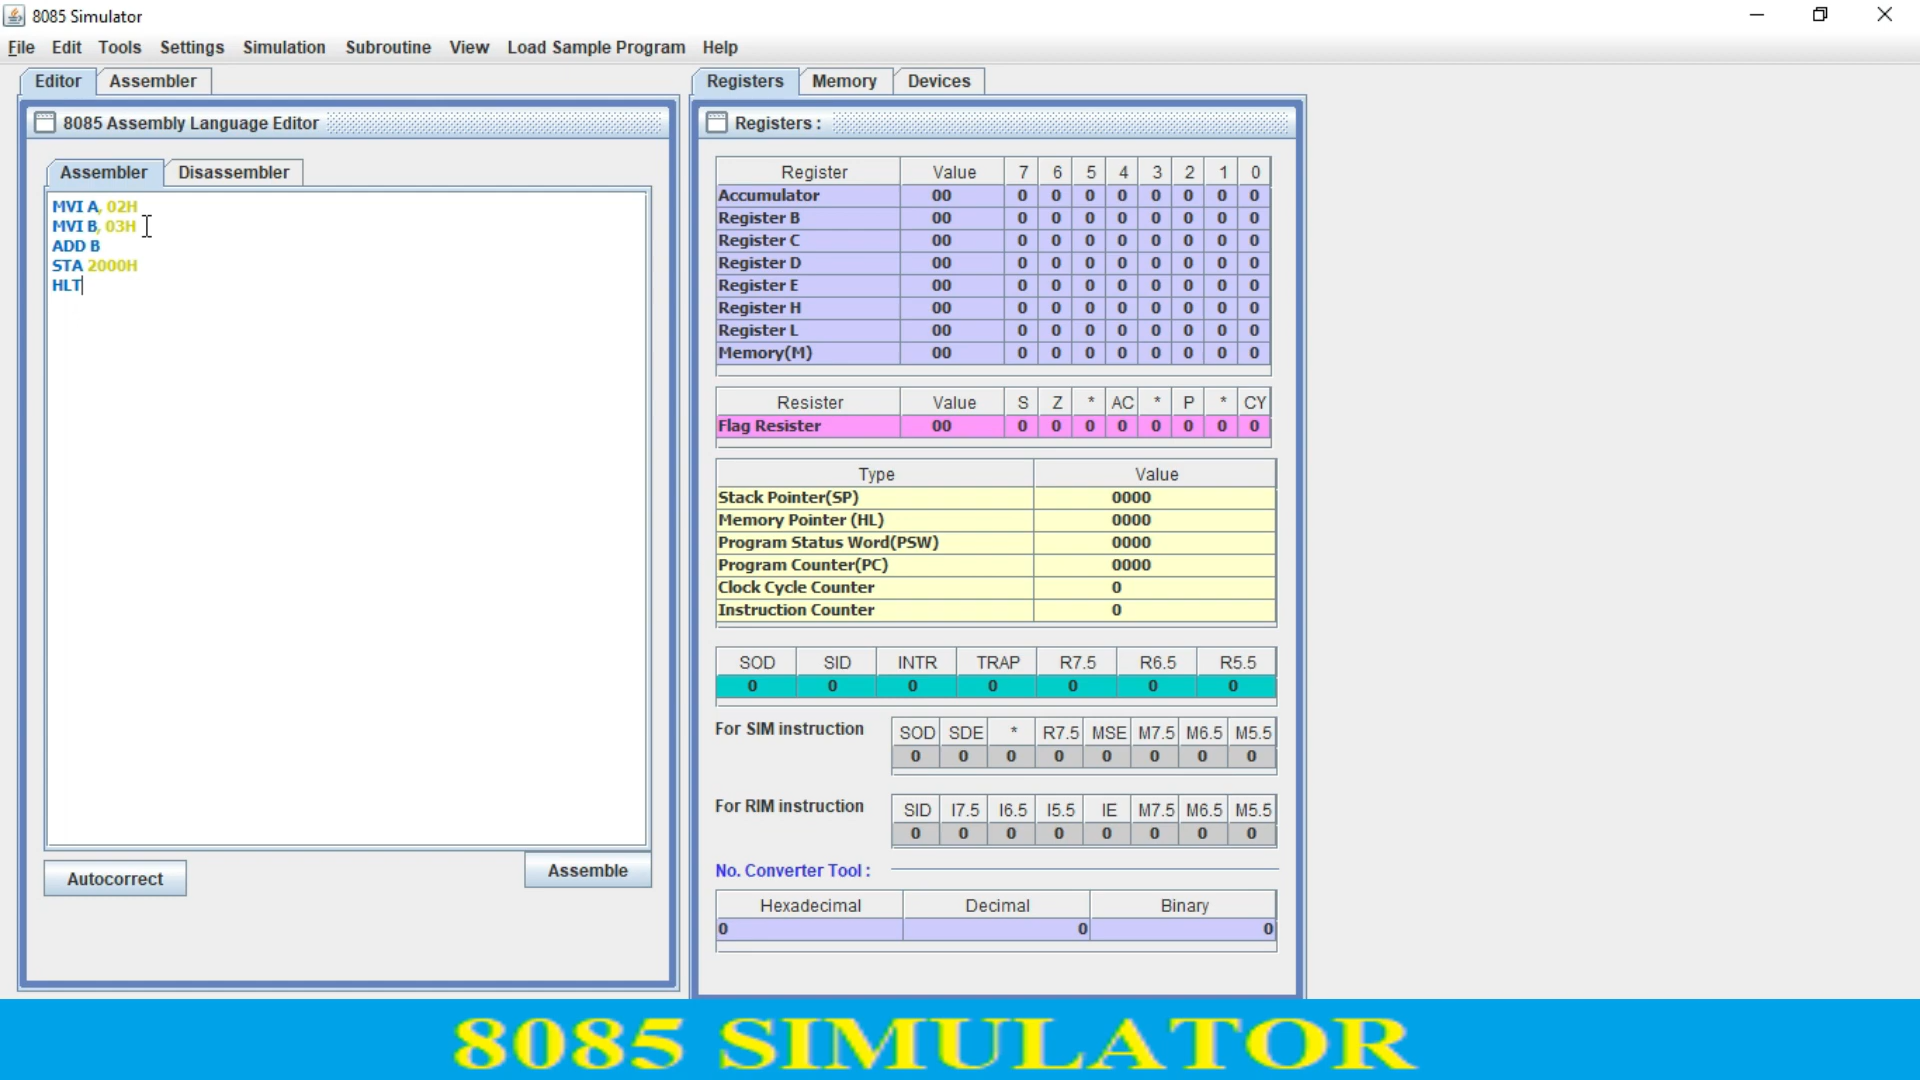 8085 Simulator
File Edit Tools Settings Simulation Subroutine View Load Sample Program Help
Editor Assembler
8085 Assembly Language Editor
Assembler Disassembler
MVI A, 02H
MVI B, 03H
ADD B
STA 2000H
HLT
Autocorrect Assemble
Registers Memory Devices
Registers :
Register Value 7 6 5 4 3 2 1 0
Accumulator 00 0 0 0 0 0 0 0 0
Register B 00 0 0 0 0 0 0 0 0
Register C 00 0 0 0 0 0 0 0 0
Register D 00 0 0 0 0 0 0 0 0
Register E 00 0 0 0 0 0 0 0 0
Register H 00 0 0 0 0 0 0 0 0
Register L 00 0 0 0 0 0 0 0 0
Memory(M) 00 0 0 0 0 0 0 0 0
Resister Value S Z * AC * P * CY
Flag Resister 00 0 0 0 0 0 0 0 0
Type Value
Stack Pointer(SP) 0000
Memory Pointer (HL) 0000
Program Status Word(PSW) 0000
Program Counter(PC) 0000
Clock Cycle Counter 0
Instruction Counter 0
SOD SID INTR TRAP R7.5 R6.5 R5.5
0 0 0 0 0 0 0
For SIM instruction SOD SDE * R7.5 MSE M7.5 M6.5 M5.5
0 0 0 0 0 0 0 0
For RIM instruction SID I7.5 I6.5 I5.5 IE M7.5 M6.5 M5.5
0 0 0 0 0 0 0 0
No. Converter Tool :
Hexadecimal Decimal Binary
0 0 0
8085 SIMULATOR